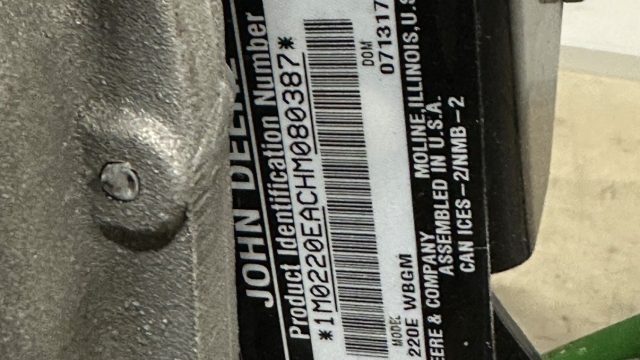 JOHN DEERE
Product Identification Number
*1M0220EACHM080387*
DOM
071317
MODEL
220E WBGM
DEERE & COMPANY MOLINE, ILLINOIS, U.S.
ASSEMBLED IN U.S.A.
CAN ICES-2/NMB-2